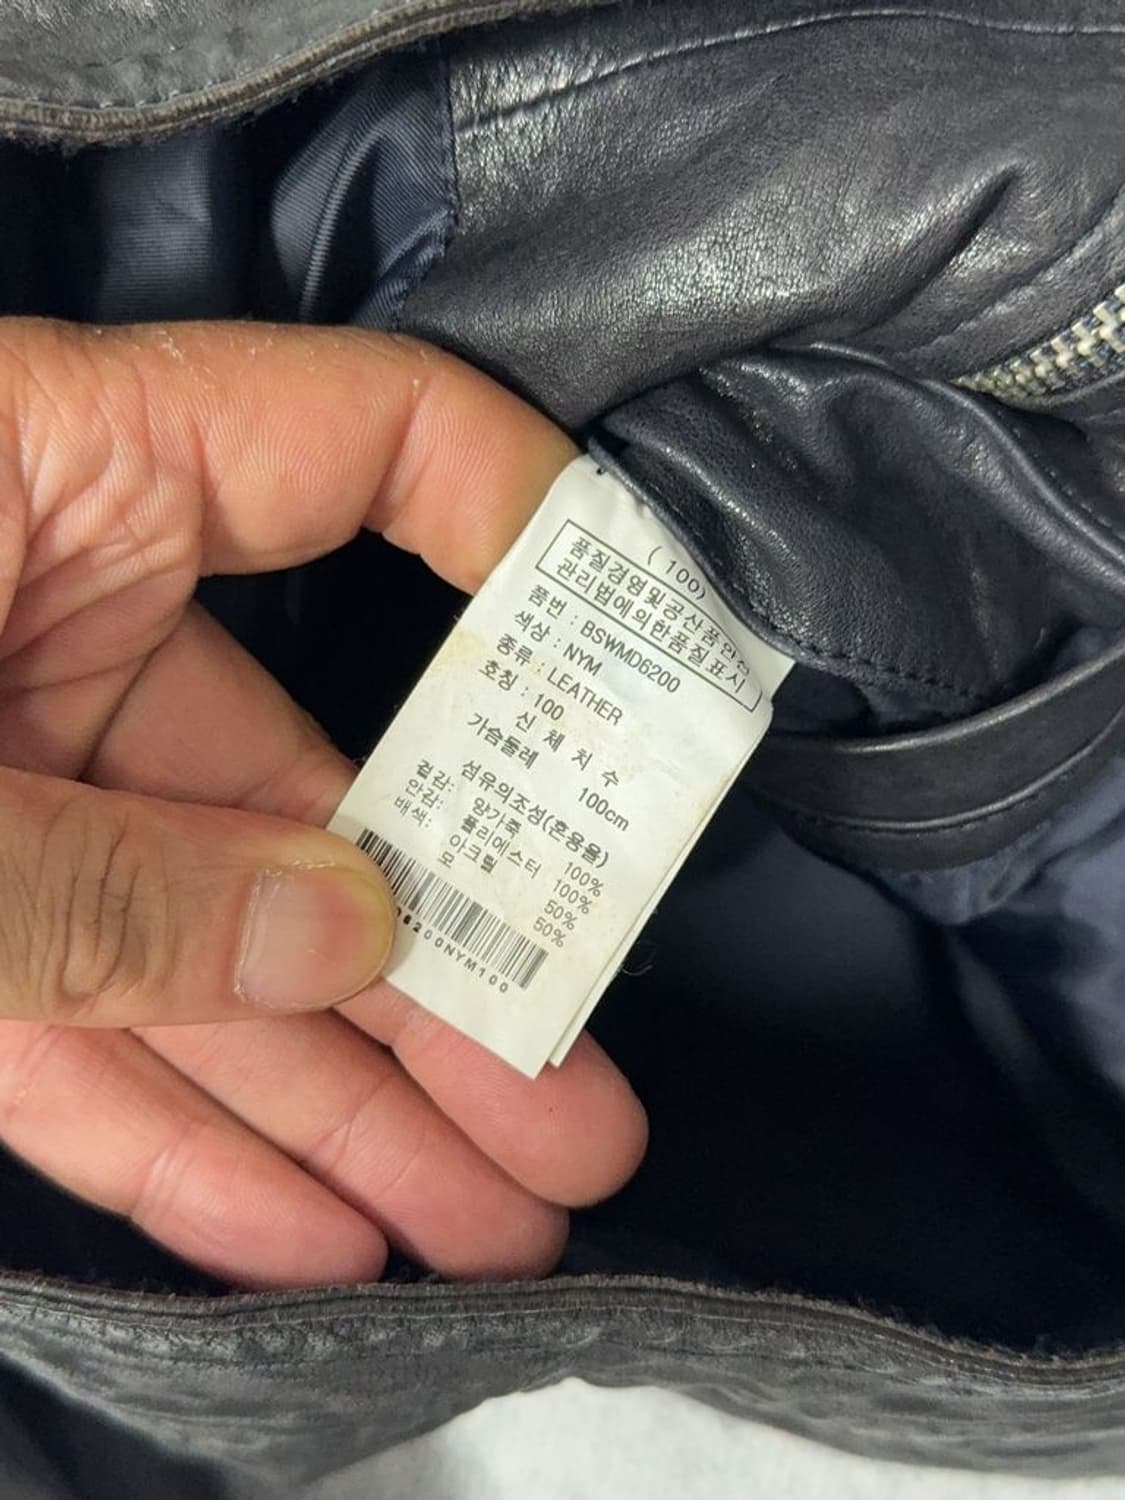 ( 100)
품질경영및공산품안전
관리법에의한품질표시
품번 : BSWMD6200
색상 : NYM
종류 : LEATHER
호칭 : 100
신 체 치 수
가슴둘레 100cm
섬유의조성(혼용율)
겉감: 양가죽 100%
안감: 폴리에스터 100%
배색: 아크릴 50%
모 50%
6200NYM100